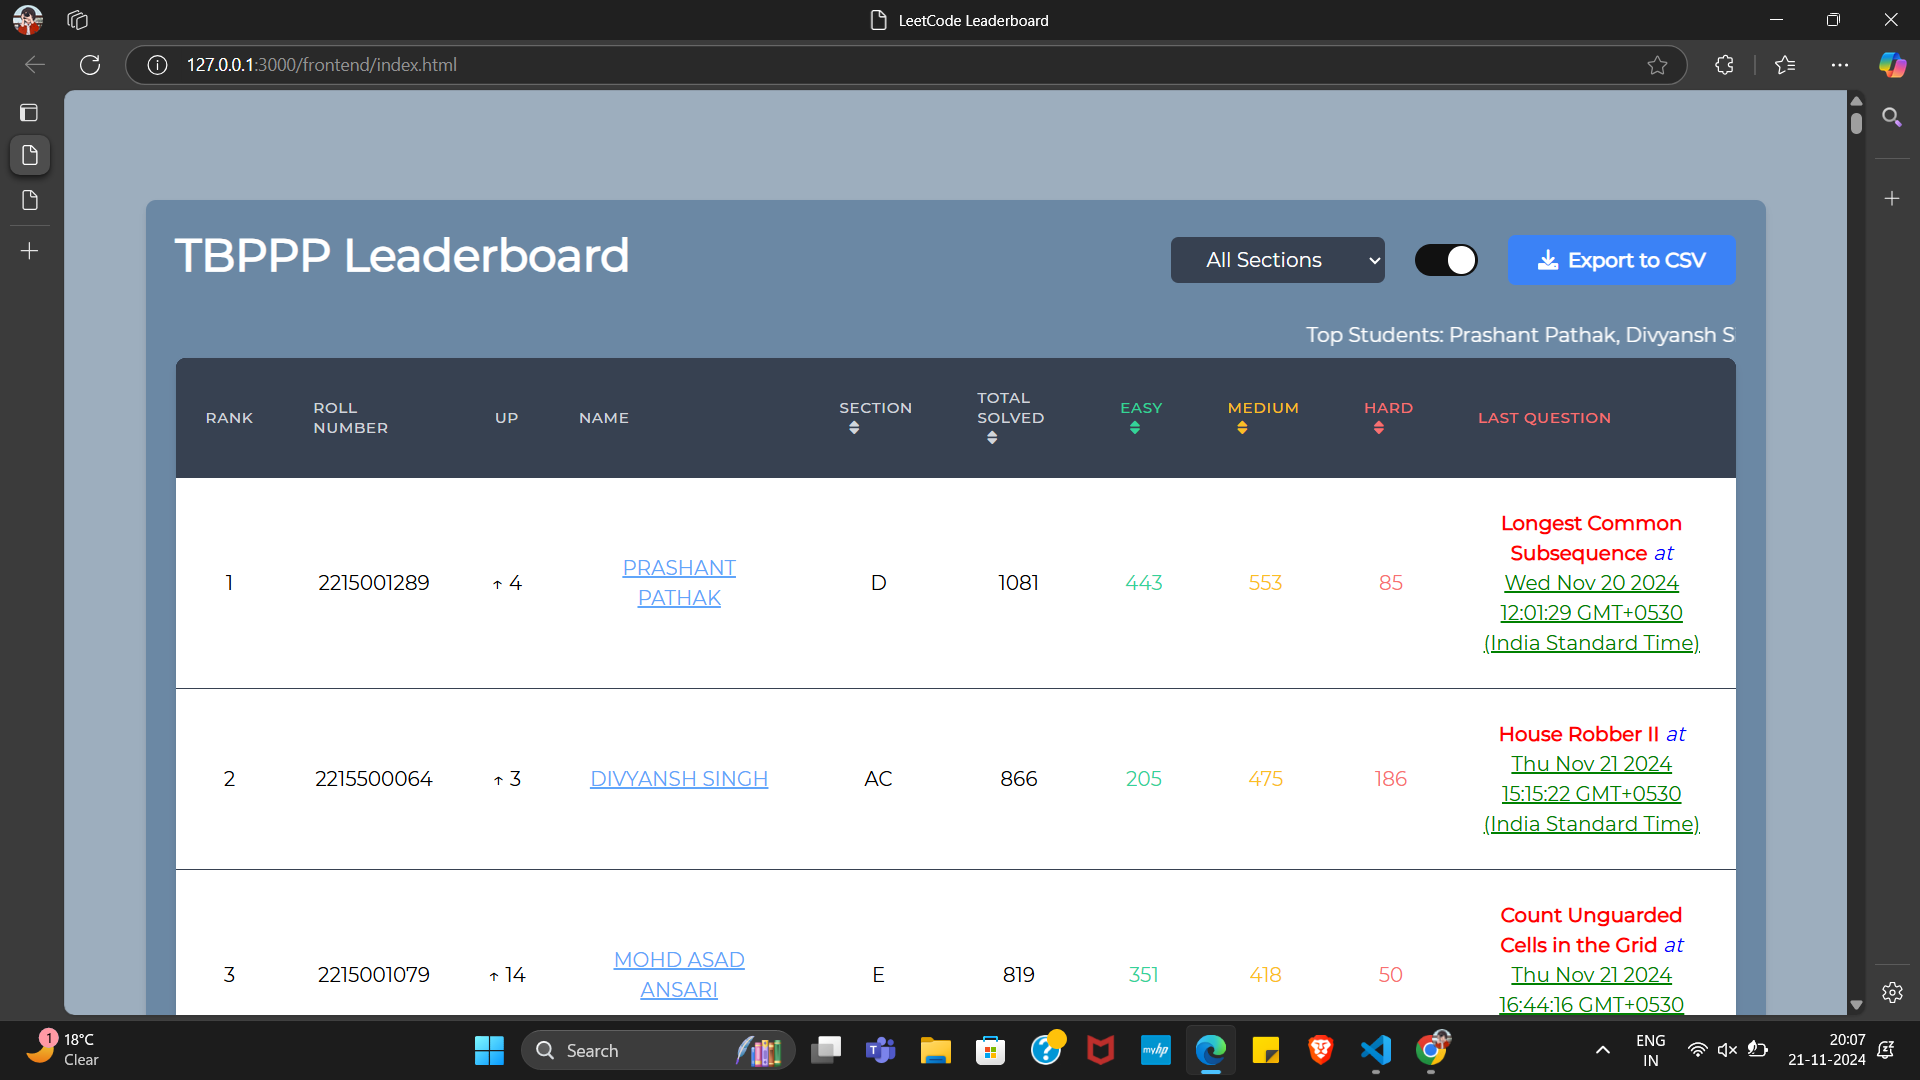 LeetCode Leaderboard
127.0.0.1:3000/frontend/index.html
TBPPP Leaderboard
All Sections
Export to CSV
Top Students: Prashant Pathak, Divyansh S
RANK ROLL NUMBER UP NAME SECTION TOTAL SOLVED EASY MEDIUM HARD LAST QUESTION
1 2215001289 ↑ 4 PRASHANT PATHAK D 1081 443 553 85
Longest Common
Subsequence at
Wed Nov 20 2024
12:01:29 GMT+0530
(India Standard Time)
2 2215500064 ↑ 3 DIVYANSH SINGH AC 866 205 475 186
House Robber II at
Thu Nov 21 2024
15:15:22 GMT+0530
(India Standard Time)
3 2215001079 ↑ 14 MOHD ASAD ANSARI E 819 351 418 50
Count Unguarded
Cells in the Grid at
Thu Nov 21 2024
16:44:16 GMT+0530
1
18°C
Clear
Search
myhp
ENG
IN
20:07
21-11-2024